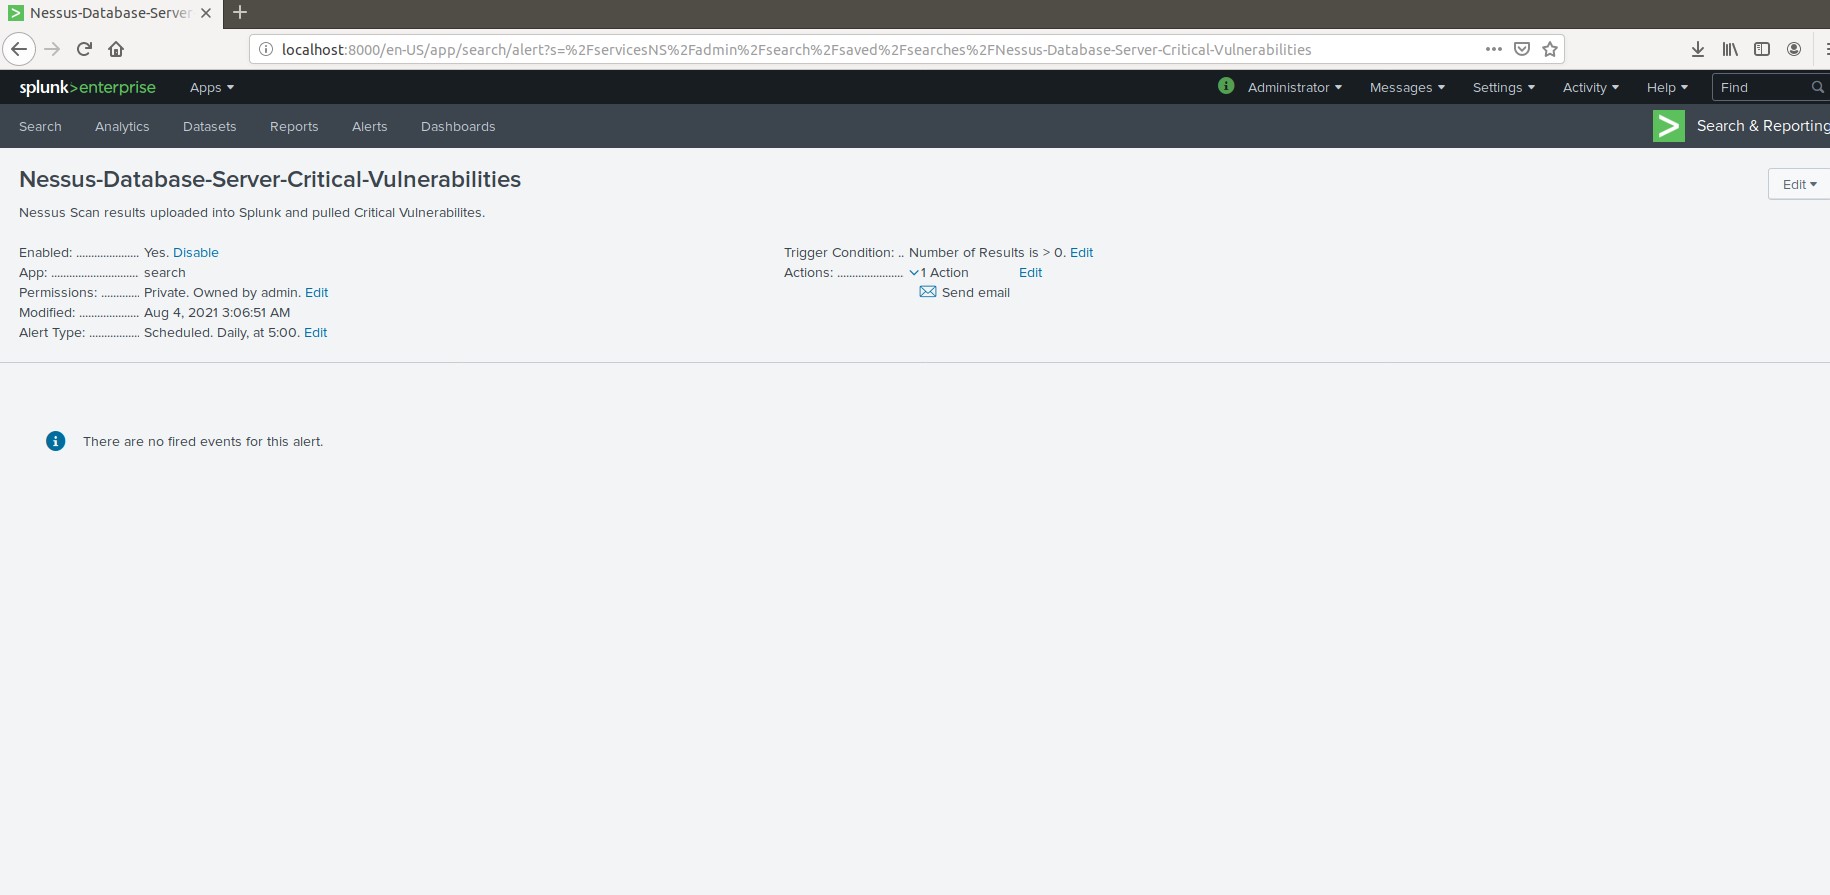 Nessus-Database-Server
localhost:8000/en-US/app/search/alert?s=%2FservicesNS%2Fadmin%2Fsearch%2Fsaved%2Fsearches%2FNessus-Database-Server-Critical-Vulnerabilities
splunk>enterprise Apps Administrator Messages Settings Activity Help Find
Search Analytics Datasets Reports Alerts Dashboards Search & Reporting
Nessus-Database-Server-Critical-Vulnerabilities
Edit
Nessus Scan results uploaded into Splunk and pulled Critical Vulnerabilites.
Enabled: ..................... Yes. Disable
App: ............................. search
Permissions: ............. Private. Owned by admin. Edit
Modified: .................... Aug 4, 2021 3:06:51 AM
Alert Type: ................. Scheduled. Daily, at 5:00. Edit
Trigger Condition: .. Number of Results is > 0. Edit
Actions: ...................... 1 Action Edit
Send email
There are no fired events for this alert.